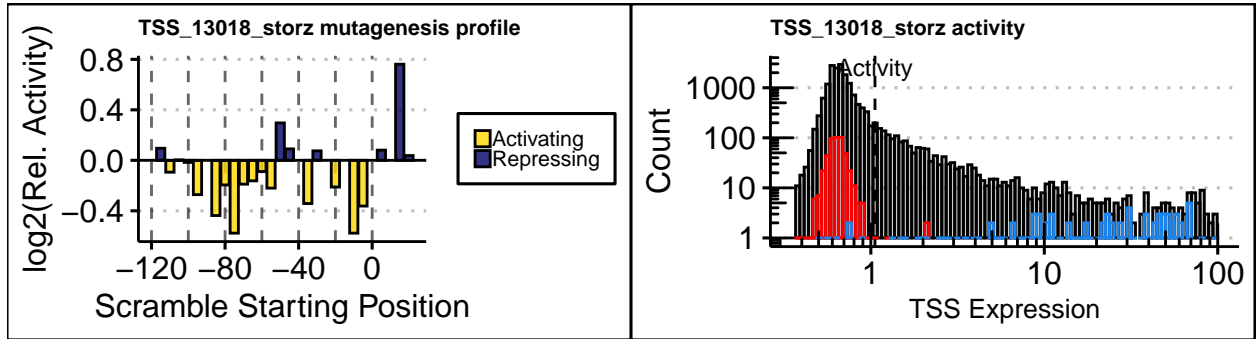 TSS_13018_storz mutagenesis profile
log2(Rel. Activity)
0.8
0.4
0.0
−0.4
−120
−80
−40
0
Scramble Starting Position
Activating
Repressing
TSS_13018_storz activity
Activity
Count
1000
100
10
1
1
10
100
TSS Expression